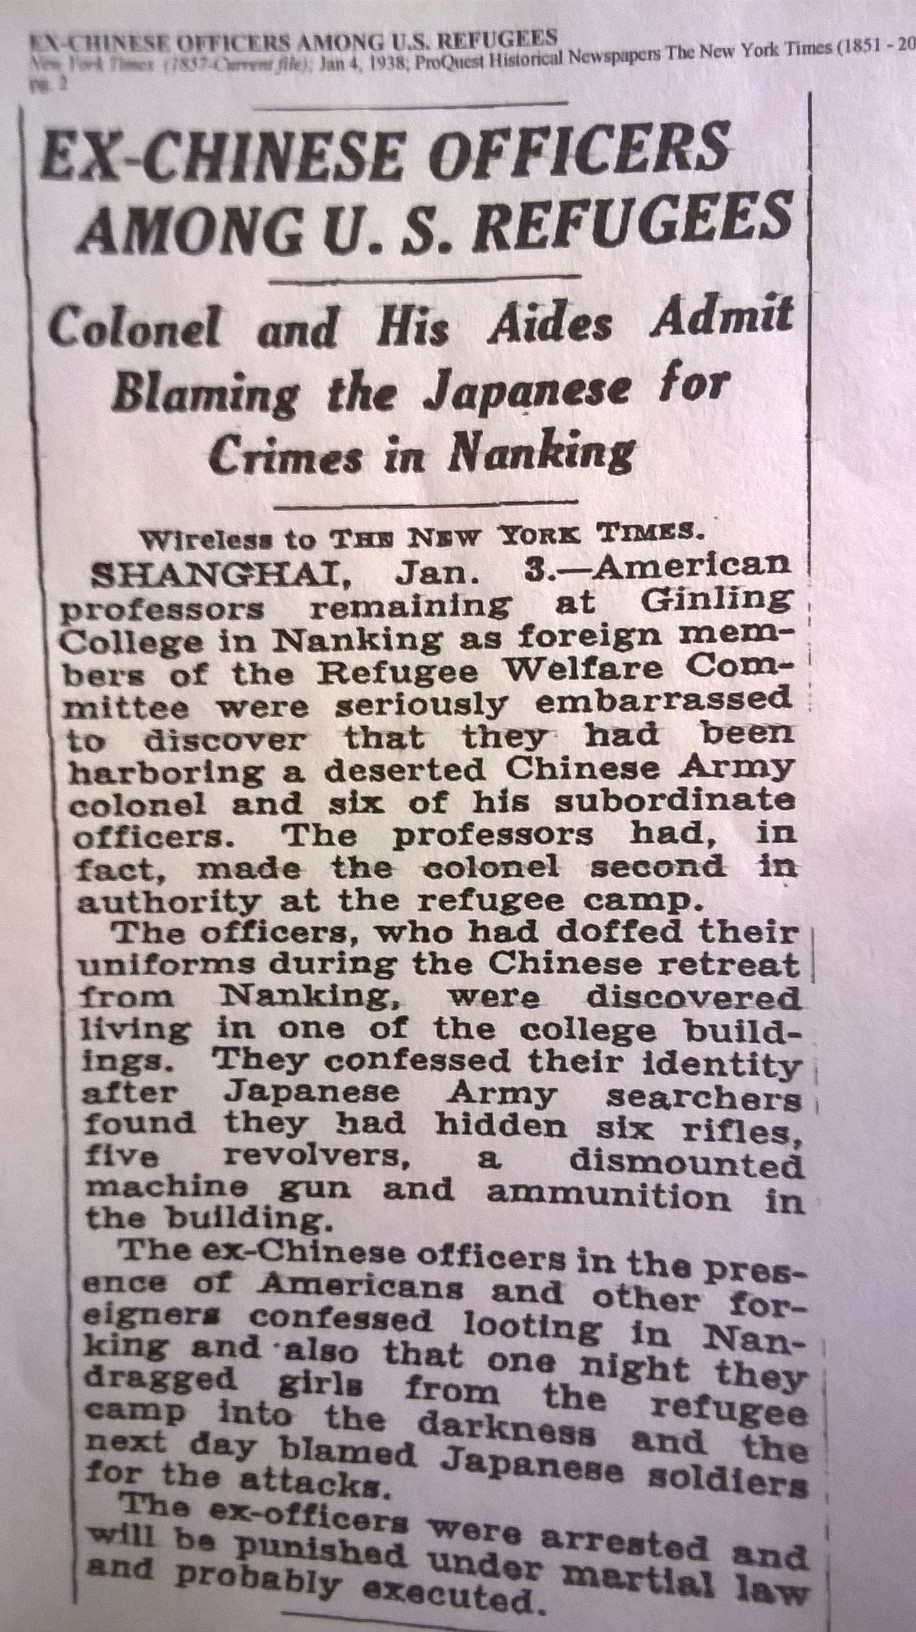 EX-CHINESE OFFICERS AMONG U.S. REFUGEES
New York Times (1857-Current file); Jan 4, 1938; ProQuest Historical Newspapers The New York Times (1851 - 20
pg. 2
EX-CHINESE OFFICERS
AMONG U. S. REFUGEES
Colonel and His Aides Admit
Blaming the Japanese for
Crimes in Nanking
Wireless to THE NEW YORK TIMES.
SHANGHAI, Jan. 3.—American
professors remaining at Ginling
College in Nanking as foreign mem-
bers of the Refugee Welfare Com-
mittee were seriously embarrassed
to discover that they had been
harboring a deserted Chinese Army
colonel and six of his subordinate
officers. The professors had, in
fact, made the colonel second in
authority at the refugee camp.
The officers, who had doffed their
uniforms during the Chinese retreat
from Nanking, were discovered
living in one of the college build-
ings. They confessed their identity
after Japanese Army searchers
found they had hidden six rifles,
five revolvers, a dismounted
machine gun and ammunition in
the building.
The ex-Chinese officers in the pres-
ence of Americans and other for-
eigners confessed looting in Nan-
king and also that one night they
dragged girls from the refugee
camp into the darkness and the
next day blamed Japanese soldiers
for the attacks.
The ex-officers were arrested and
will be punished under martial law
and probably executed.